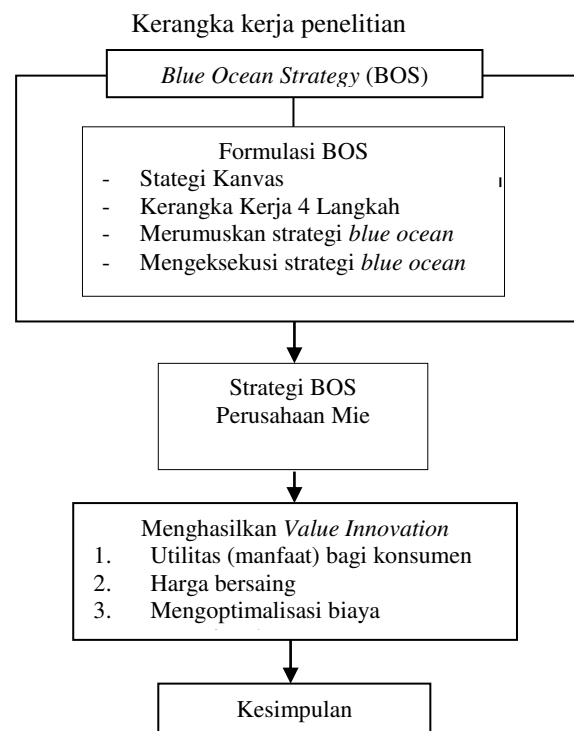 Kerangka kerja penelitian
Blue Ocean Strategy (BOS)
Formulasi BOS
- Stategi Kanvas
- Kerangka Kerja 4 Langkah
- Merumuskan strategi blue ocean
- Mengeksekusi strategi blue ocean
Strategi BOS
Perusahaan Mie
Menghasilkan Value Innovation
1. Utilitas (manfaat) bagi konsumen
2. Harga bersaing
3. Mengoptimalisasi biaya
Kesimpulan